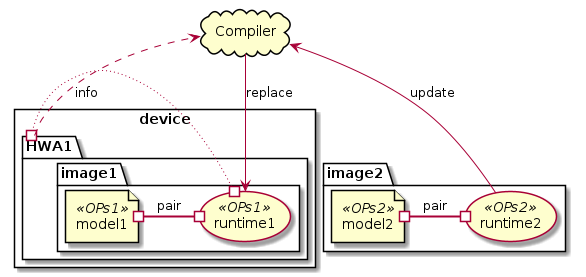 Compiler
info
replace
update
device
HWA1
image1
image2
«OPs1»
model1
pair
«OPs1»
runtime1
«OPs2»
model2
pair
«OPs2»
runtime2